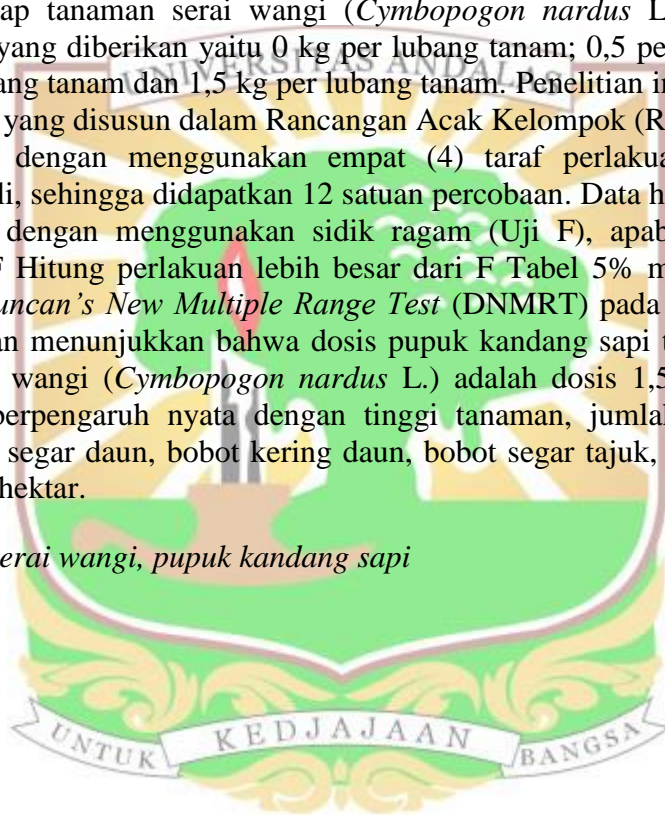 ap tanaman serai wangi (Cymbopogon nardus L.
yang diberikan yaitu 0 kg per lubang tanam; 0,5 pe
ang tanam dan 1,5 kg per lubang tanam. Penelitian in
UNIVERSITAS ANDALAS
yang disusun dalam Rancangan Acak Kelompok (R
dengan menggunakan empat (4) taraf perlakua
li, sehingga didapatkan 12 satuan percobaan. Data h
dengan menggunakan sidik ragam (Uji F), apab
F Hitung perlakuan lebih besar dari F Tabel 5% m
uncan's New Multiple Range Test (DNMRT) pada
an menunjukkan bahwa dosis pupuk kandang sapi t
wangi (Cymbopogon nardus L.) adalah dosis 1,5
berpengaruh nyata dengan tinggi tanaman, jumlal
segar daun, bobot kering daun, bobot segar tajuk,
hektar.
erai wangi, pupuk kandang sapi
UNTUK KEDJAJAAN BANGSA